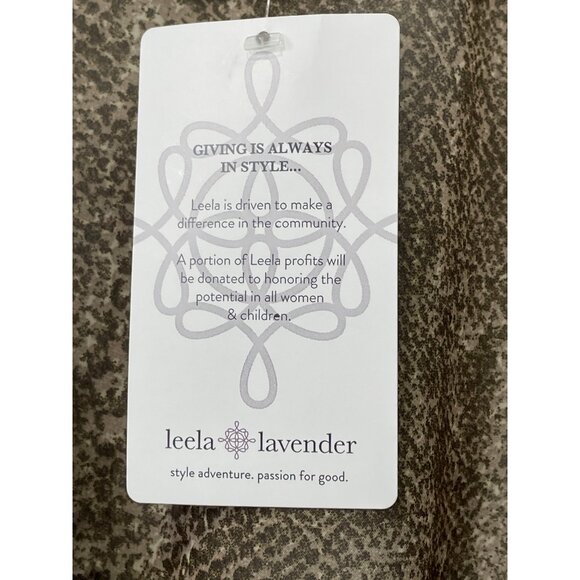 GIVING IS ALWAYS
IN STYLE...
Leela is driven to make a
difference in the community.
A portion of Leela profits will
be donated to honoring the
potential in all women
& children.
leela lavender
style adventure. passion for good.